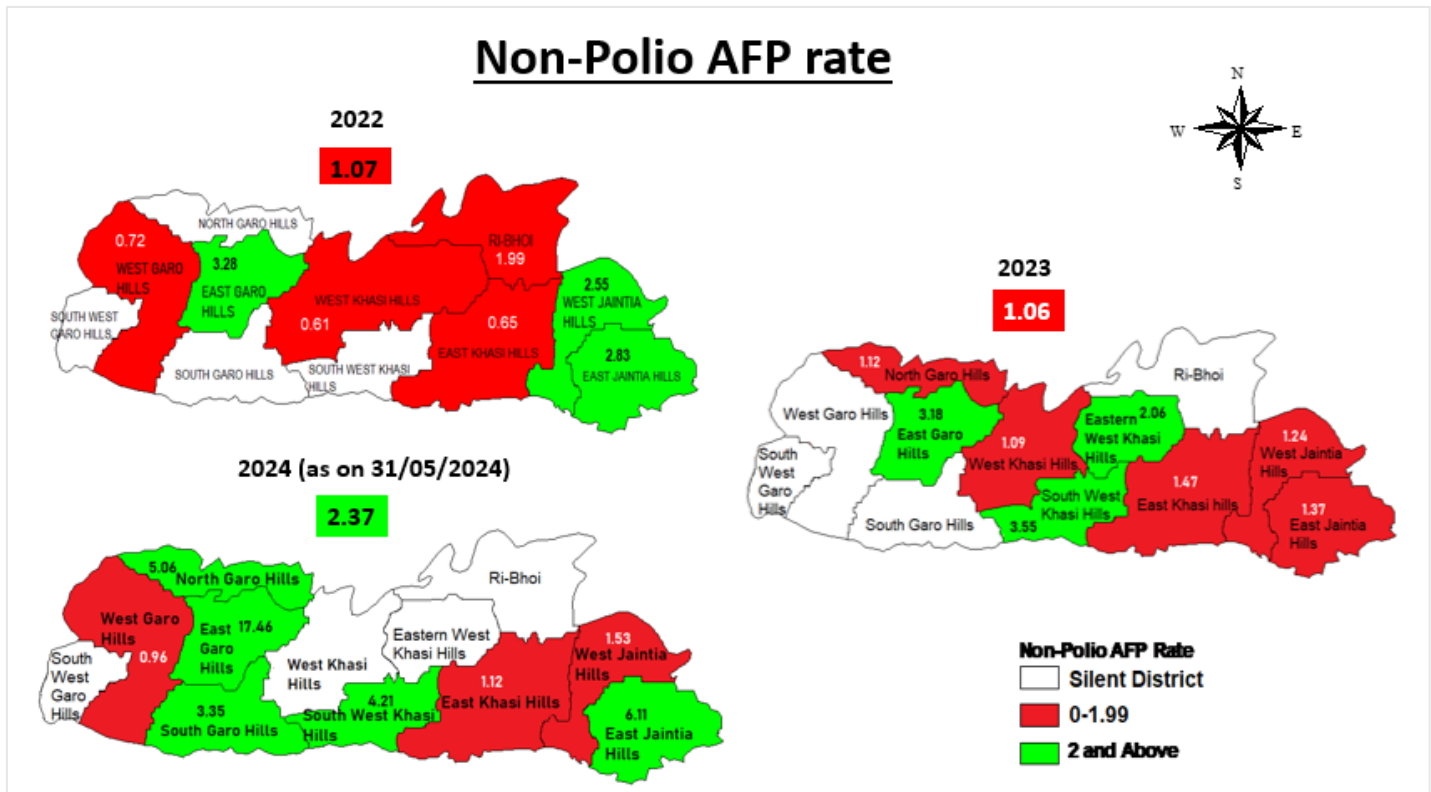 Non-Polio AFP rate
N
W
E
S
2022
1.07
NORTH GARO HILLS
0.72
WEST GARO
HILLS
3.28
EAST GARO
HILLS
SOUTH WEST
GARO HILLS
SOUTH GARO HILLS
WEST KHASI HILLS
0.61
SOUTH WEST KHASI
HILLS
RI-BHOI
1.99
0.65
EAST KHASI HILLS
2.55
WEST JAINTIA
HILLS
2.83
EAST JAINTIA HILLS
2023
1.06
1.12
North Garo Hills
West Garo Hills
3.18
East Garo
Hills
South
West
Garo
Hills
South Garo Hills
1.09
West Khasi Hills
Eastern 2.06
West Khasi
Hills
South West
Khasi Hills
3.55
Ri-Bhoi
1.47
East Khasi hills
1.24
West Jaintia
Hills
1.37
East Jaintia
Hills
2024 (as on 31/05/2024)
2.37
5.06
North Garo Hills
West Garo
Hills
0.96
East 17.46
Garo
Hills
South
West
Garo
Hills
3.35
South Garo Hills
West Khasi
Hills
Eastern West
Khasi Hills
4.21
South West Khasi
Hills
Ri-Bhoi
1.12
East Khasi Hills
1.53
West Jaintia
Hills
6.11
East Jaintia
Hills
Non-Polio AFP Rate
Silent District
0-1.99
2 and Above